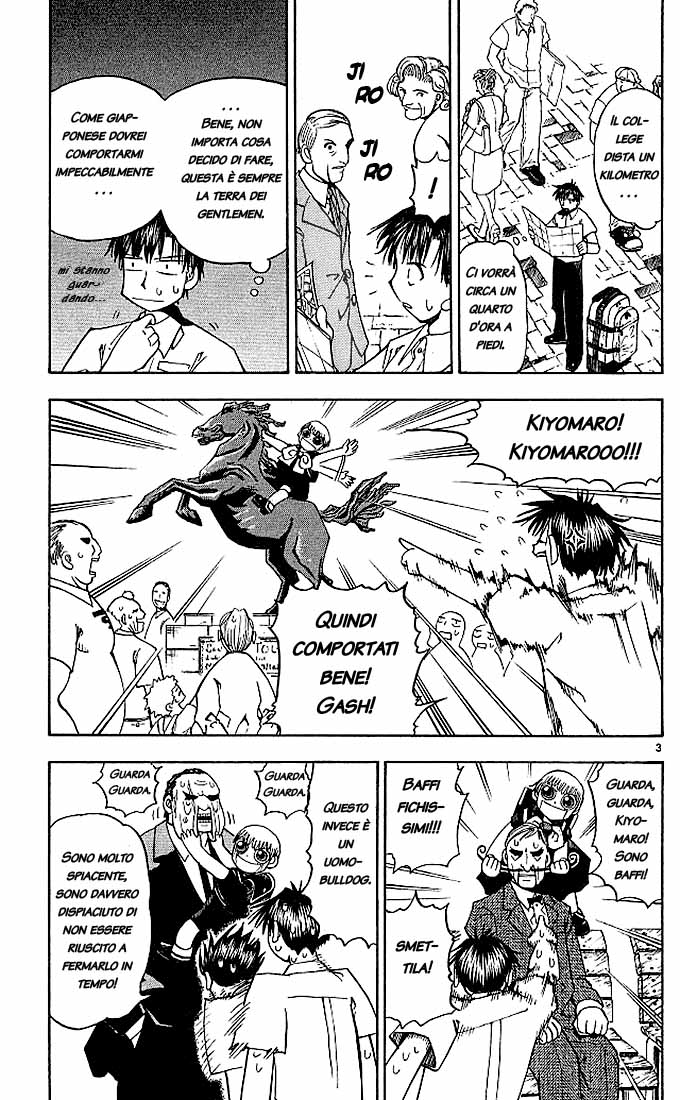 IL COL-
LEGE
DISTA UN
KILOMETRO
...
CI VORRÀ
CIRCA UN
QUARTO
D'ORA A
PIEDI.
JI
RO
JI
RO
!
...
BENE, NON
IMPORTA COSA
DECIDO DI FARE,
QUESTA È SEMPRE
LA TERRA DEI
GENTLEMEN.
COME GIAP-
PONESE DOVREI
COMPORTARMI
IMPECCABILMENTE
...
mi stanno
guar-
dando...
KIYOMARO!
KIYOMAROOO!!!
QUINDI
COMPORTATI
BENE!
GASH!
TOU
3
GUARDA,
GUARDA,
KIYO-
MARO!
SONO
BAFFI!
BAFFI
FICHIS-
SIMI!!!
SMET-
TILA!
QUESTO
INVECE È
UN
UOMO-
BULLDOG.
GUARDA
GUARDA.
GUARDA
GUARDA.
SONO MOLTO
SPIACENTE,
SONO DAVVERO
DISPIACIUTO DI
NON ESSERE
RIUSCITO A
FERMARLO IN
TEMPO!